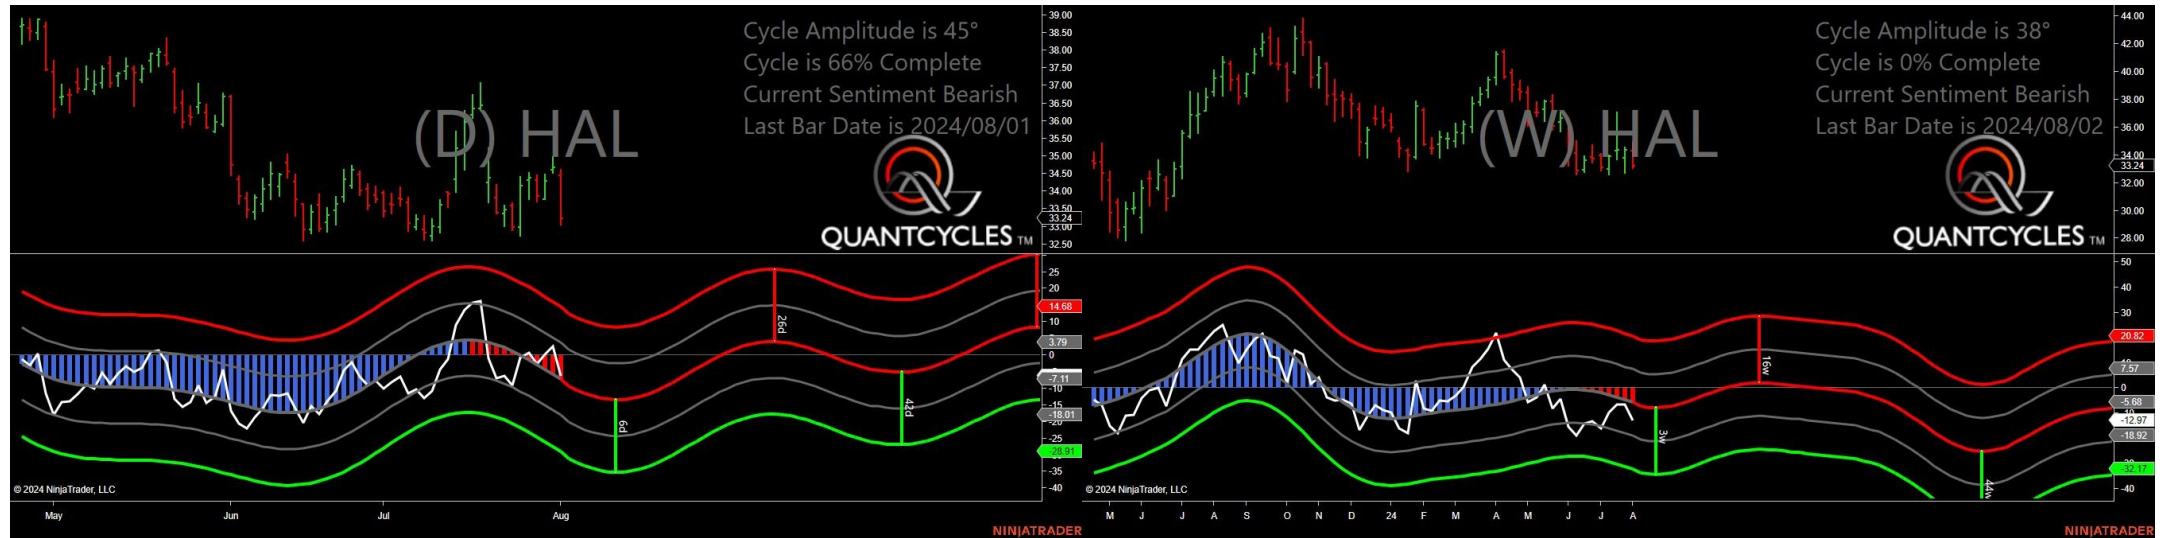 Cycle Amplitude is 45°
Cycle is 66% Complete
Current Sentiment Bearish
Last Bar Date is 2024/08/01
(D) HAL
QUANTCYCLES TM
39.00
38.50
38.00
37.50
37.00
36.50
36.00
35.50
35.00
34.50
34.00
33.50
33.24
33.00
32.50
25
20
14.68
10
3.79
0
-7.11
-10
-15
-18.01
-20
-25
-28.91
-35
-40
26d
6d
42d
© 2024 NinjaTrader, LLC
May Jun Jul Aug
NINJATRADER
Cycle Amplitude is 38°
Cycle is 0% Complete
Current Sentiment Bearish
Last Bar Date is 2024/08/02
(W) HAL
QUANTCYCLES TM
44.00
42.00
40.00
38.00
36.00
34.00
33.24
32.00
30.00
28.00
50
40
30
20.82
10
7.57
0
-5.68
-12.97
-18.92
-32.17
-40
16w
3w
44w
© 2024 NinjaTrader, LLC
M J J A S O N D 24 F M A M J J A
NINJATRADER